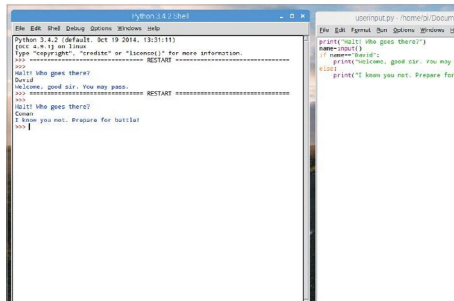 Python 3.4.2 Shell
File Edit Shell Debug Options Windows Help
Python 3.4.2 (default, Oct 19 2014, 13:31:11)
[GCC 4.9.1] on linux
Type "copyright", "credits" or "license()" for more information.
>>> ================================ RESTART ================================
>>>
Halt! Who goes there?
David
Welcome, good sir. You may pass.
>>> ================================ RESTART ================================
>>>
Halt! Who goes there?
Conan
I know you not. Prepare for battle!
>>>
userinput.py - /home/pi/Docum
File Edit Format Run Options Windows H
print("Halt! Who goes there?")
name=input()
if name=="David":
print("Welcome, good sir. You may
else:
print("I know you not. Prepare for